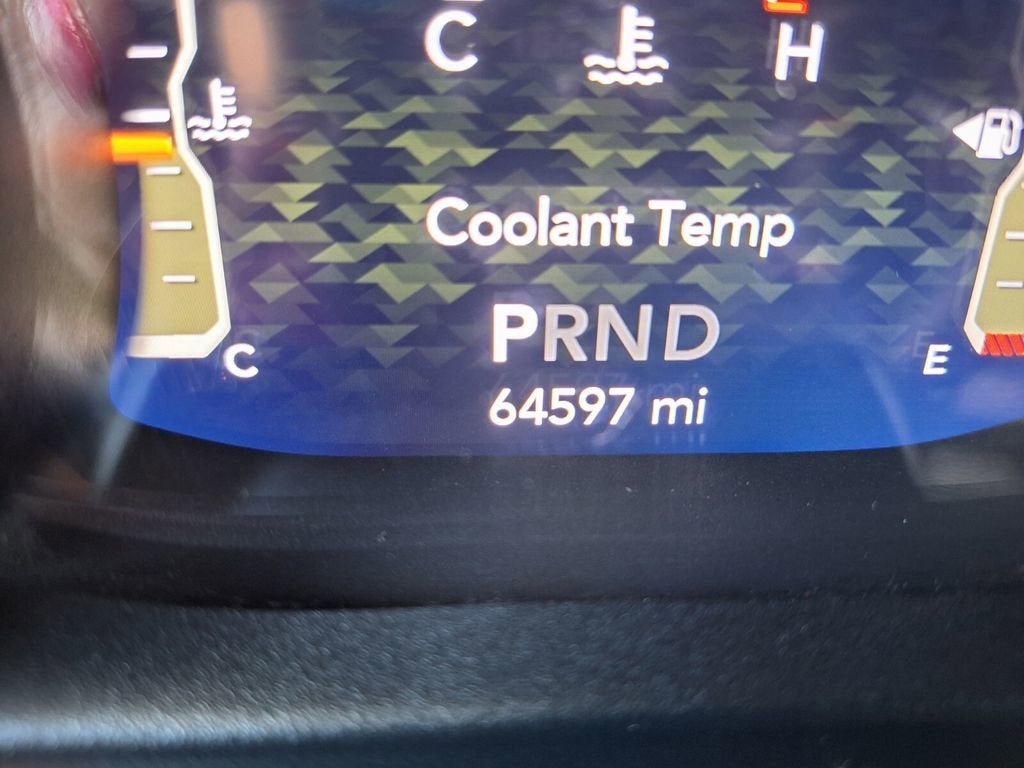 C H
Coolant Temp
PRND
C E
64597 mi